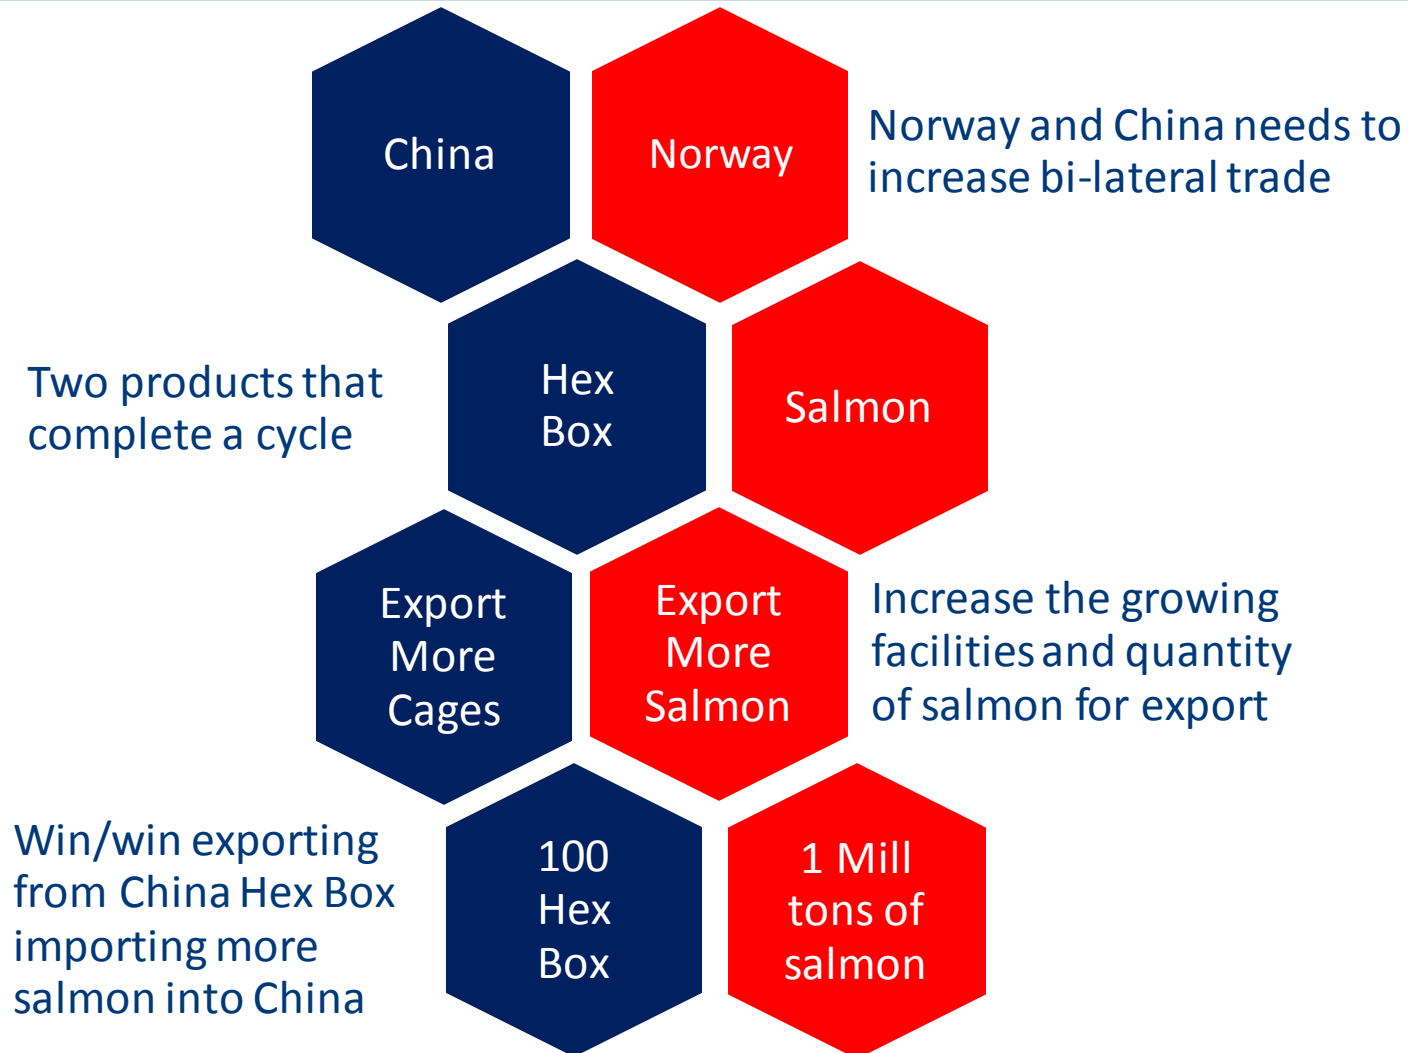 China
Norway
Norway and China needs to
increase bi-lateral trade
Two products that
complete a cycle
Hex
Box
Salmon
Export
More
Cages
Export
More
Salmon
Increase the growing
facilities and quantity
of salmon for export
Win/win exporting
from China Hex Box
importing more
salmon into China
100
Hex
Box
1 Mill
tons of
salmon